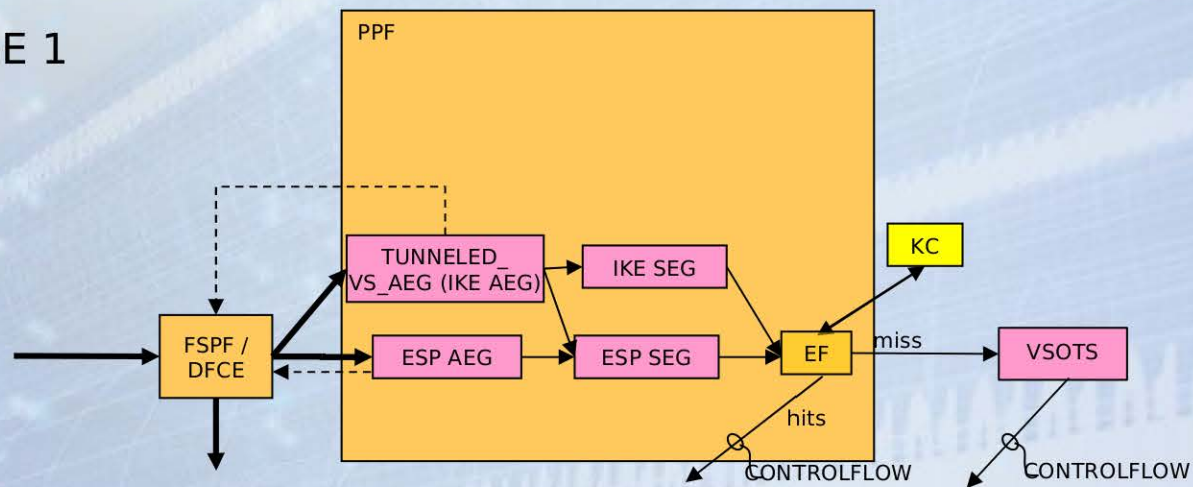 E 1
PPF
TUNNELED_
VS_AEG (IKE AEG)
IKE SEG
KC
FSPF /
DFCE
ESP AEG
ESP SEG
EF
miss
VSOTS
hits
CONTROLFLOW
CONTROLFLOW